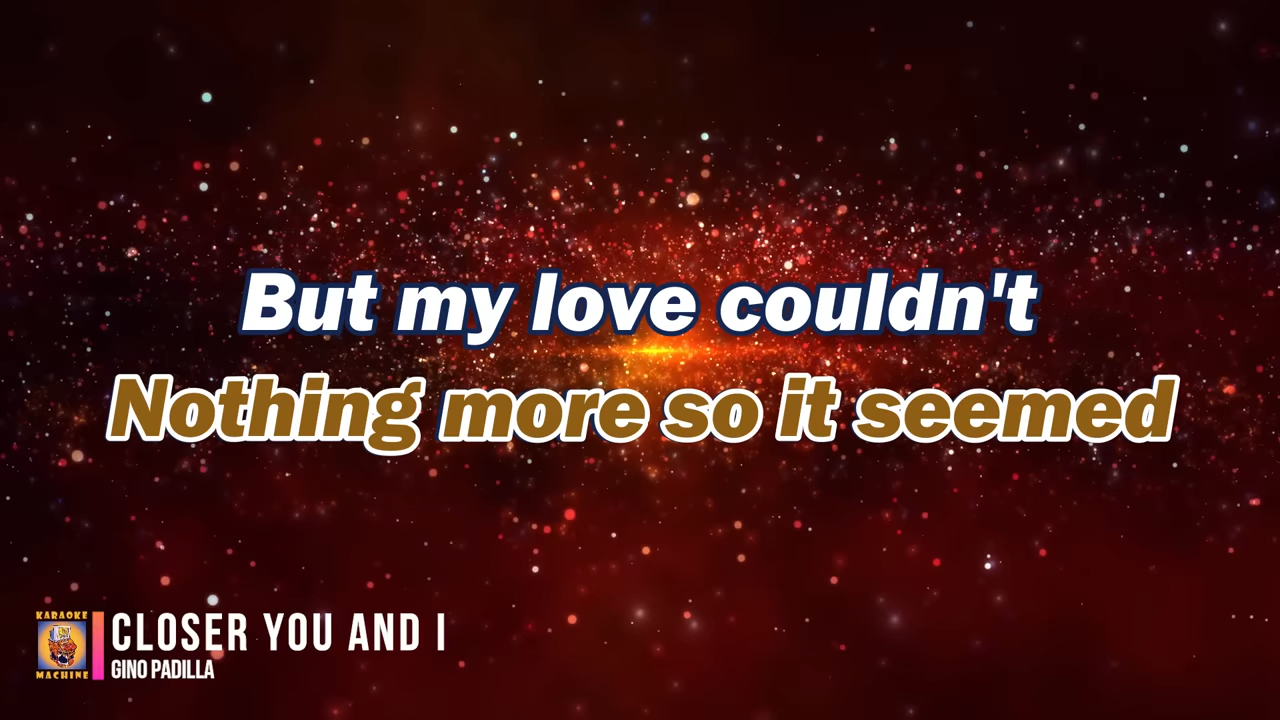 But my love couldn't
Nothing more so it seemed
KARAOKE
MACHINE
CLOSER YOU AND I
GINO PADILLA